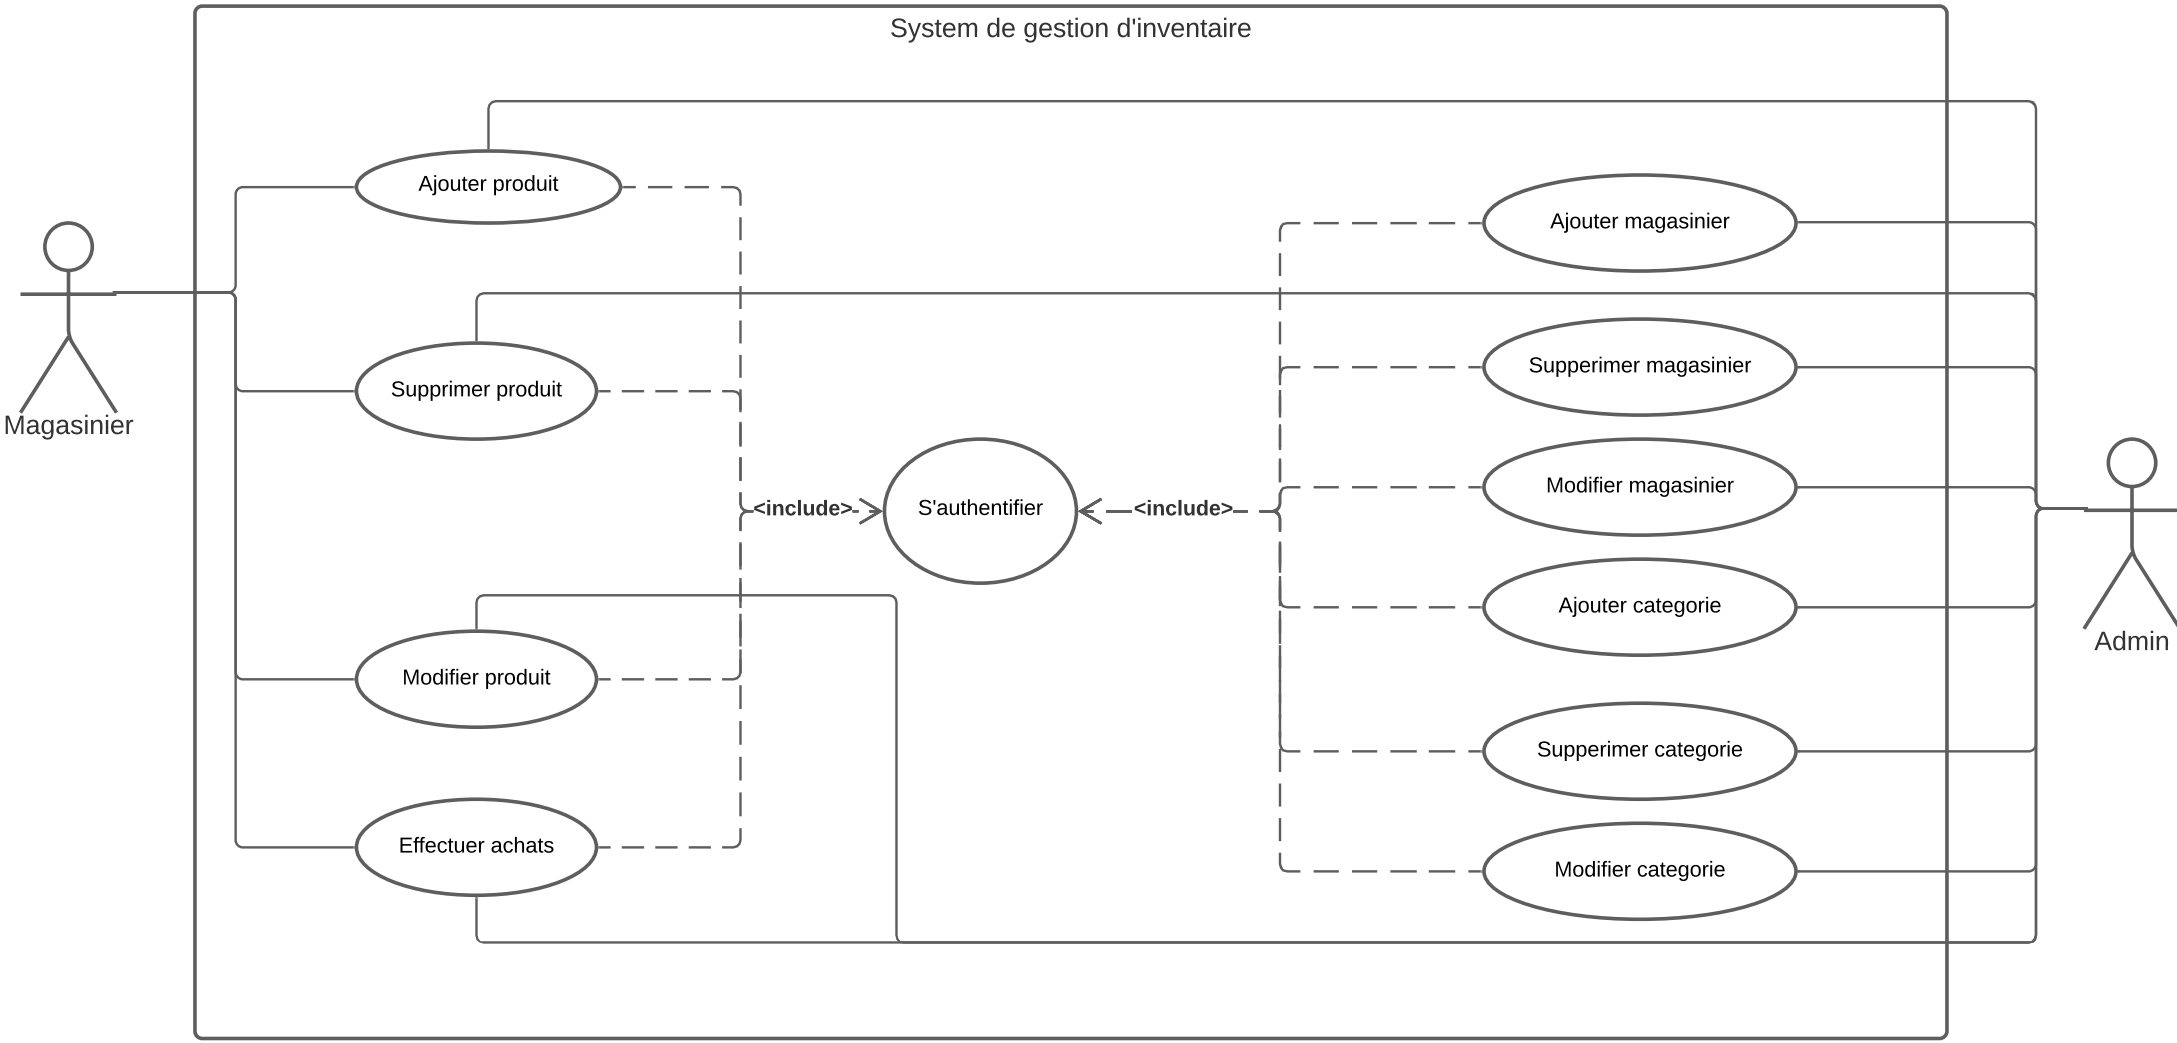 System de gestion d'inventaire
Ajouter produit
Ajouter magasinier
Supprimer produit
Supperimer magasinier
Magasinier
Modifier magasinier
<include>
S'authentifier
<include>
Ajouter categorie
Admin
Modifier produit
Supperimer categorie
Effectuer achats
Modifier categorie